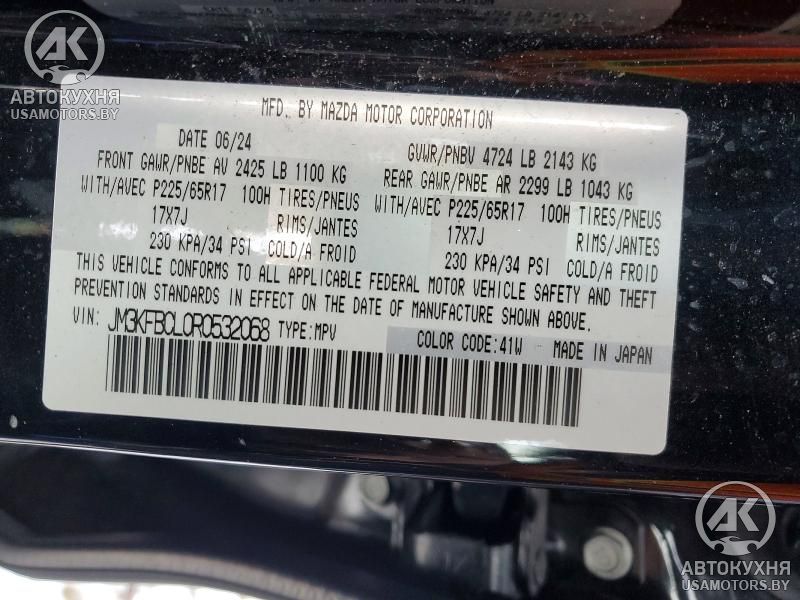 AK
АВТОКУХНЯ
USAMOTORS.BY
MFD. BY MAZDA MOTOR CORPORATION
DATE 06/24 GVWR/PNBV 4724 LB 2143 KG
FRONT GAWR/PNBE AV 2425 LB 1100 KG REAR GAWR/PNBE AR 2299 LB 1043 KG
WITH/AVEC P225/65R17 100H TIRES/PNEUS WITH/AVEC P225/65R17 100H TIRES/PNEUS
17X7J RIMS/JANTES 17X7J RIMS/JANTES
230 KPA/34 PSI COLD/A FROID 230 KPA/34 PSI COLD/A FROID
THIS VEHICLE CONFORMS TO ALL APPLICABLE FEDERAL MOTOR VEHICLE SAFETY AND THEFT
PREVENTION STANDARDS IN EFFECT ON THE DATE OF MANUFACTURE SHOWN ABOVE.
VIN: JM3KFBCL0R0532068 TYPE:MPV COLOR CODE:41W MADE IN JAPAN
AK
АВТОКУХНЯ
USAMOTORS.BY